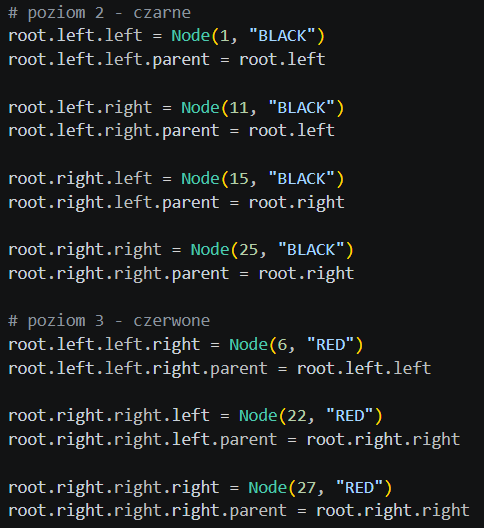 # poziom 2 - czarne
root.left.left = Node(1, "BLACK")
root.left.left.parent = root.left
root.left.right = Node(11, "BLACK")
root.left.right.parent = root.left
root.right.left = Node(15, "BLACK")
root.right.left.parent = root.right
root.right.right = Node(25, "BLACK")
root.right.right.parent = root.right
# poziom 3 - czerwone
root.left.left.right = Node(6, "RED")
root.left.left.right.parent = root.left.left
root.right.right.left = Node(22, "RED")
root.right.right.left.parent = root.right.right
root.right.right.right = Node(27, "RED")
root.right.right.right.parent = root.right.right